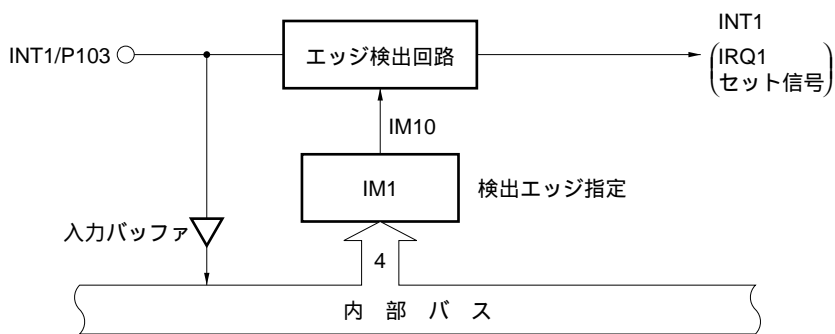 INT1/P103
エッジ検出回路
INT1
IRQ1
セット信号
IM10
IM1
検出エッジ指定
入力バッファ
4
内 部 バ ス